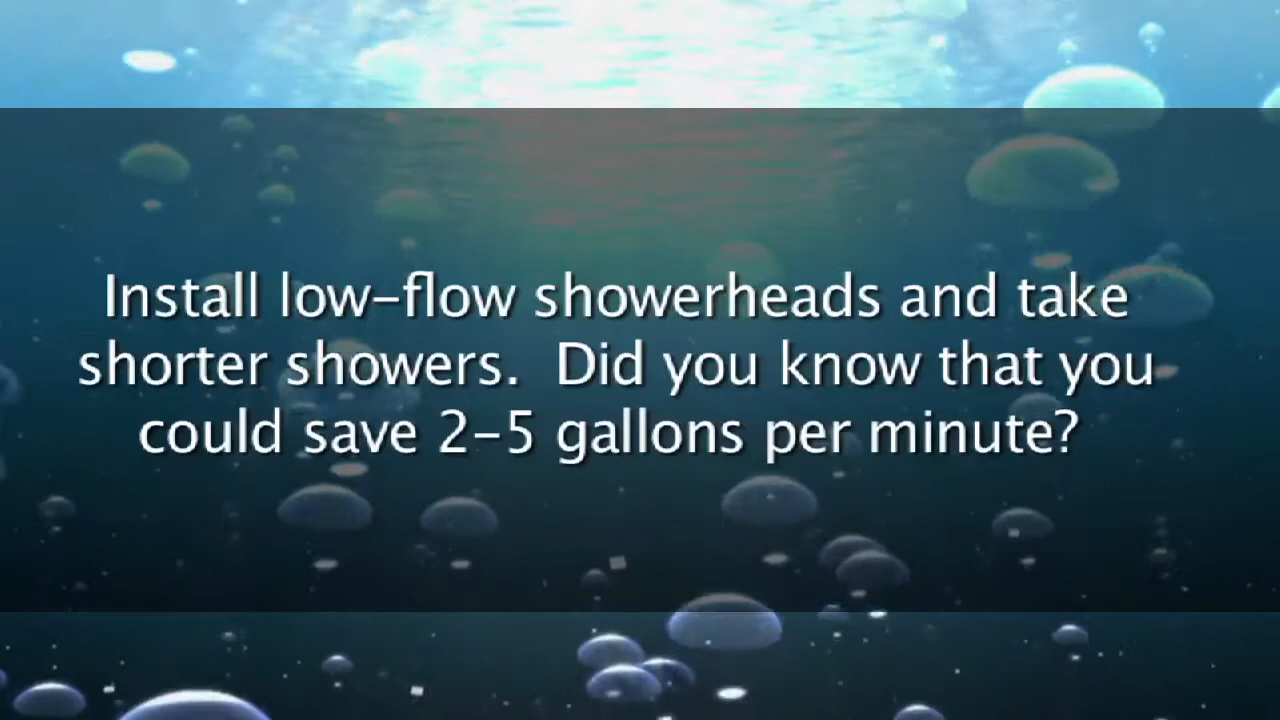 Install low-flow showerheads and take
shorter showers.  Did you know that you
could save 2-5 gallons per minute?